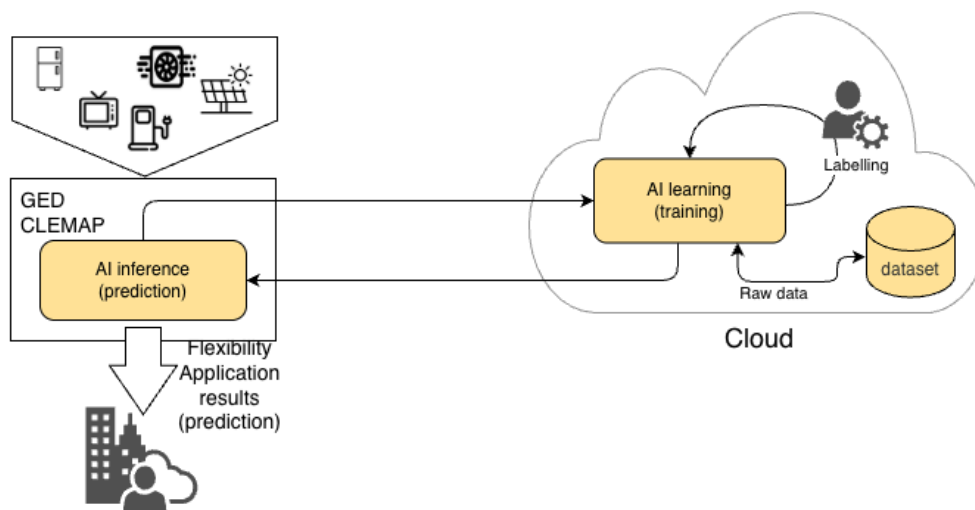 GED
CLEMAP
AI inference
(prediction)
Flexibility
Application
results
(prediction)
AI learning
(training)
Labelling
dataset
Raw data
Cloud